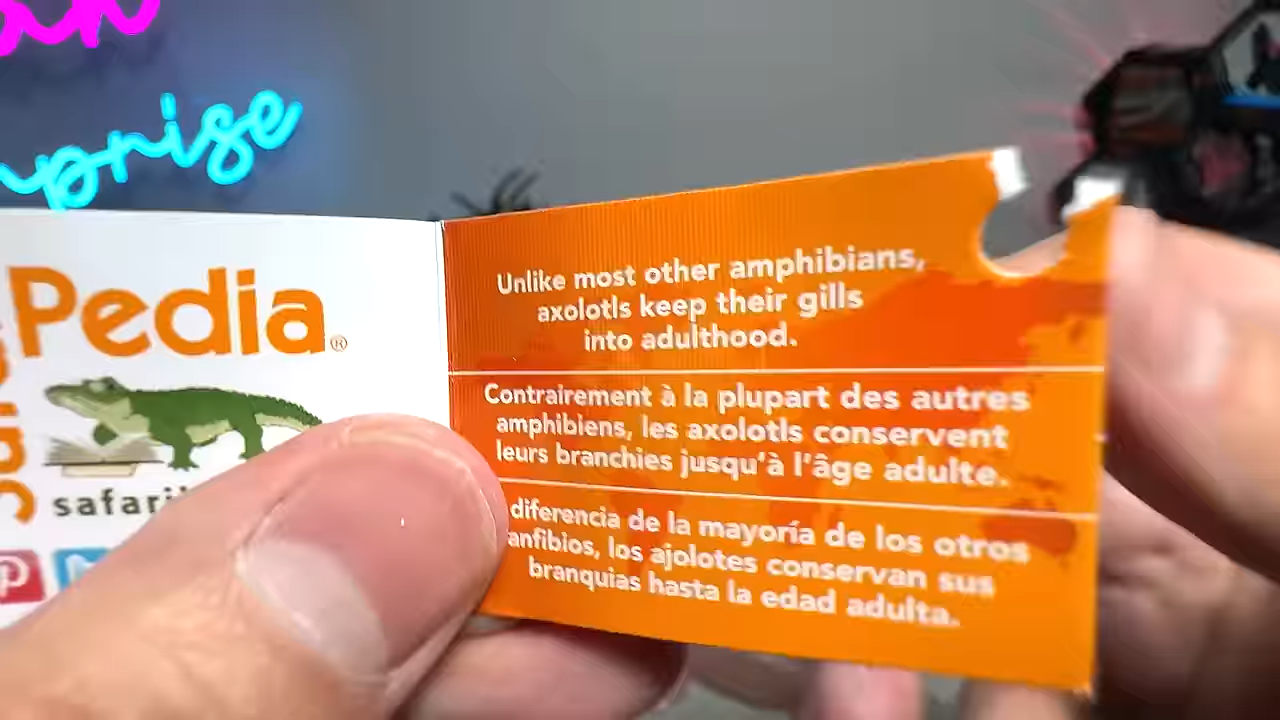 prise
Pedia®
safari
Unlike most other amphibians,
axolotls keep their gills
into adulthood.
Contrairement à la plupart des autres
amphibiens, les axolotls conservent
leurs branchies jusqu'à l'âge adulte.
diferencia de la mayoría de los otros
anfibios, los ajolotes conservan sus
branquias hasta la edad adulta.